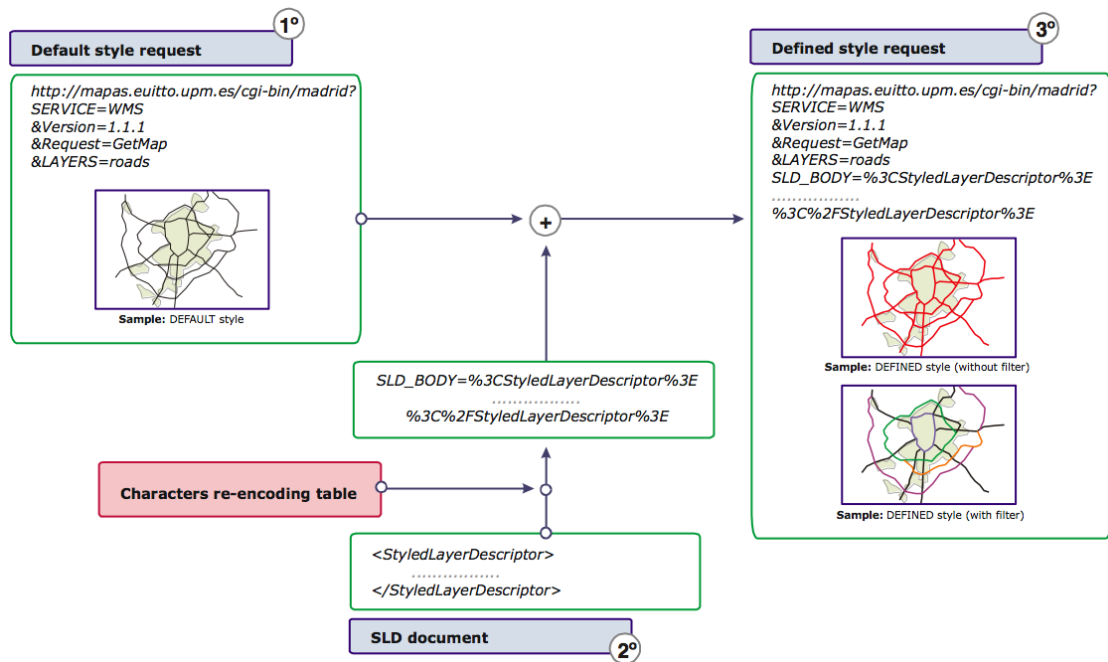 1º
Default style request
http://mapas.euitto.upm.es/cgi-bin/madrid?
SERVICE=WMS
&Version=1.1.1
&Request=GetMap
&LAYERS=roads
Sample: DEFAULT style
+
SLD_BODY=%3CStyledLayerDescriptor%3E
.................
%3C%2FStyledLayerDescriptor%3E
Characters re-encoding table
<StyledLayerDescriptor>
.................
</StyledLayerDescriptor>
SLD document
2º
3º
Defined style request
http://mapas.euitto.upm.es/cgi-bin/madrid?
SERVICE=WMS
&Version=1.1.1
&Request=GetMap
&LAYERS=roads
SLD_BODY=%3CStyledLayerDescriptor%3E
.................
%3C%2FStyledLayerDescriptor%3E
Sample: DEFINED style (without filter)
Sample: DEFINED style (with filter)